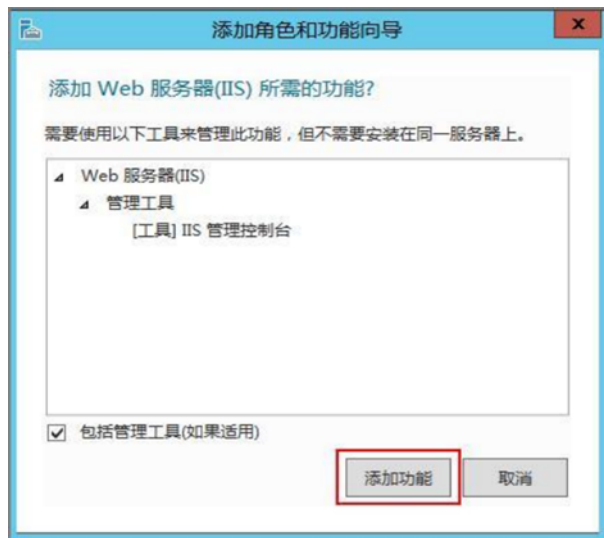 添加角色和功能向导
添加 Web 服务器(IIS) 所需的功能?
需要使用以下工具来管理此功能，但不需要安装在同一服务器上。
Web 服务器(IIS)
管理工具
[工具] IIS 管理控制台
包括管理工具(如果适用)
添加功能 取消